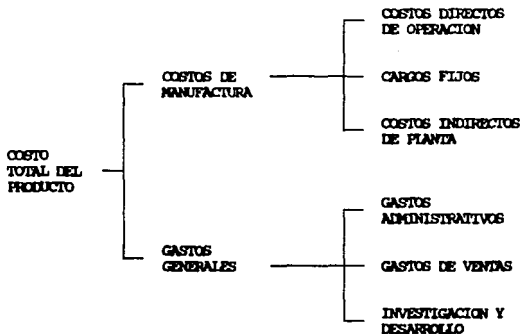 COSTO
TOTAL DEL
PRODUCTO
COSTOS DE
MANUFACTURA
COSTOS DIRECTOS
DE OPERACION
CARGOS FIJOS
COSTOS INDIRECTOS
DE PLANTA
GASTOS
GENERALES
GASTOS
ADMINISTRATIVOS
GASTOS DE VENTAS
INVESTIGACION Y
DESARROLLO